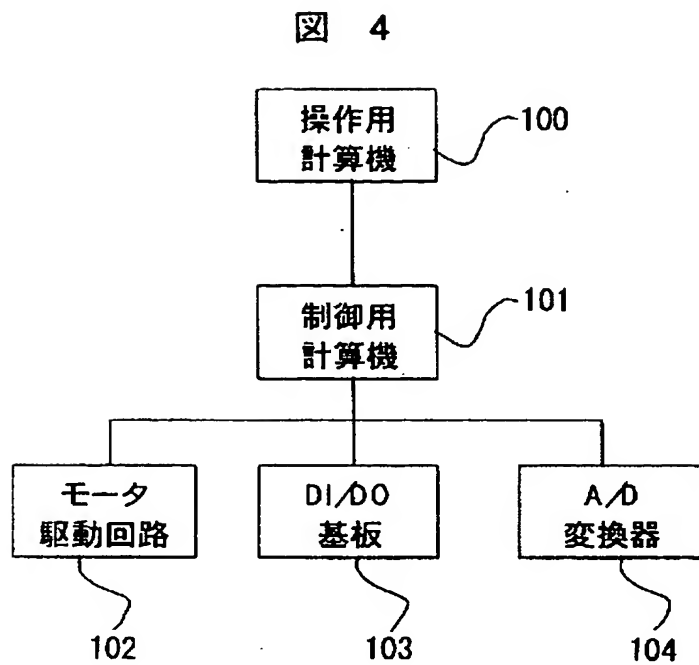 図 4
操作用
計算機
100
制御用
計算機
101
モータ
駆動回路
DI/DO
基板
A/D
変換器
102
103
104